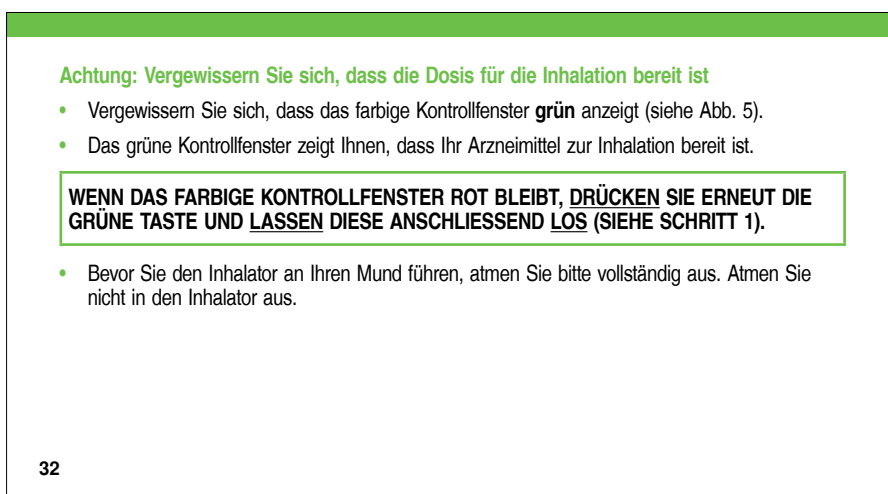 Achtung: Vergewissern Sie sich, dass die Dosis für die Inhalation bereit ist
• Vergewissern Sie sich, dass das farbige Kontrollfenster grün anzeigt (siehe Abb. 5).
• Das grüne Kontrollfenster zeigt Ihnen, dass Ihr Arzneimittel zur Inhalation bereit ist.
WENN DAS FARBIGE KONTROLLFENSTER ROT BLEIBT, DRÜCKEN SIE ERNEUT DIE
GRÜNE TASTE UND LASSEN DIESE ANSCHLIESSEND LOS (SIEHE SCHRITT 1).
• Bevor Sie den Inhalator an Ihren Mund führen, atmen Sie bitte vollständig aus. Atmen Sie
nicht in den Inhalator aus.
32